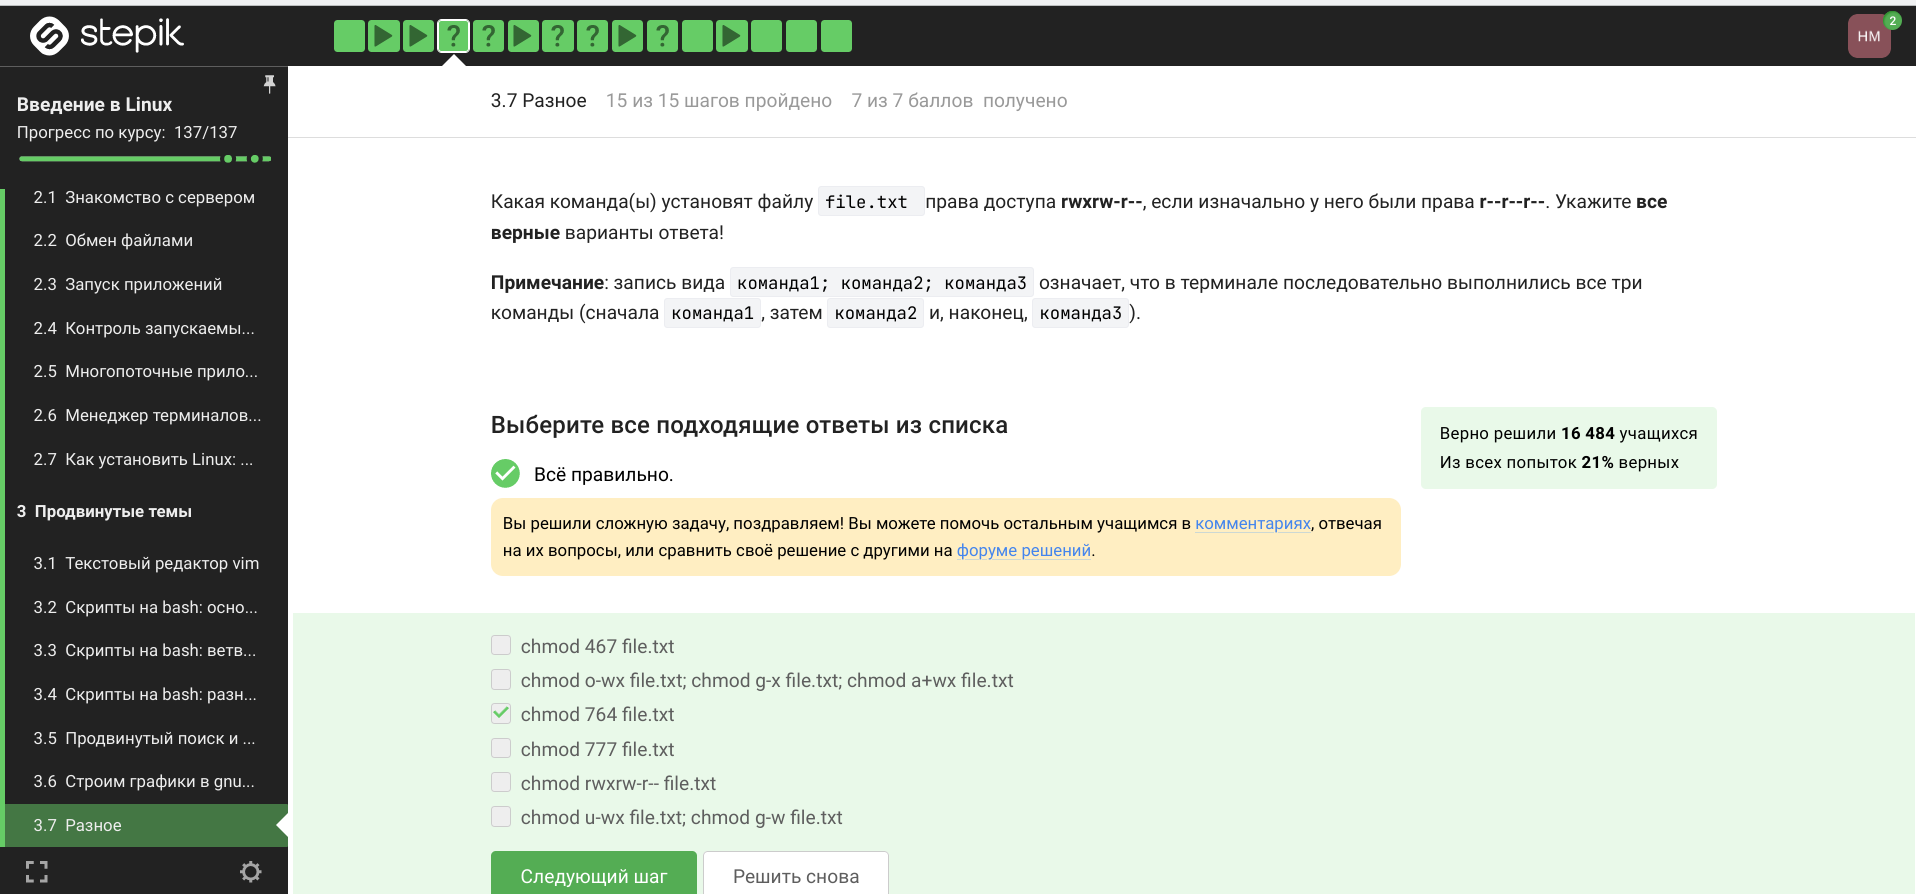 stepik
? ? ? ? ?
НМ
2
Введение в Linux
Прогресс по курсу: 137/137
2.1 Знакомство с сервером
2.2 Обмен файлами
2.3 Запуск приложений
2.4 Контроль запускаемы...
2.5 Многопоточные прило...
2.6 Менеджер терминалов...
2.7 Как установить Linux: ...
3 Продвинутые темы
3.1 Текстовый редактор vim
3.2 Скрипты на bash: осно...
3.3 Скрипты на bash: ветв...
3.4 Скрипты на bash: разн...
3.5 Продвинутый поиск и ...
3.6 Строим графики в gnu...
3.7 Разное
3.7 Разное 15 из 15 шагов пройдено 7 из 7 баллов получено
Какая команда(ы) установят файлу file.txt права доступа rwxrw-r--, если изначально у него были права r--r--r--. Укажите все
верные варианты ответа!
Примечание: запись вида команда1; команда2; команда3 означает, что в терминале последовательно выполнились все три
команды (сначала команда1, затем команда2 и, наконец, команда3).
Выберите все подходящие ответы из списка
Всё правильно.
Вы решили сложную задачу, поздравляем! Вы можете помочь остальным учащимся в комментариях, отвечая
на их вопросы, или сравнить своё решение с другими на форуме решений.
Верно решили 16 484 учащихся
Из всех попыток 21% верных
chmod 467 file.txt
chmod o-wx file.txt; chmod g-x file.txt; chmod a+wx file.txt
chmod 764 file.txt
chmod 777 file.txt
chmod rwxrw-r-- file.txt
chmod u-wx file.txt; chmod g-w file.txt
Следующий шаг
Решить снова